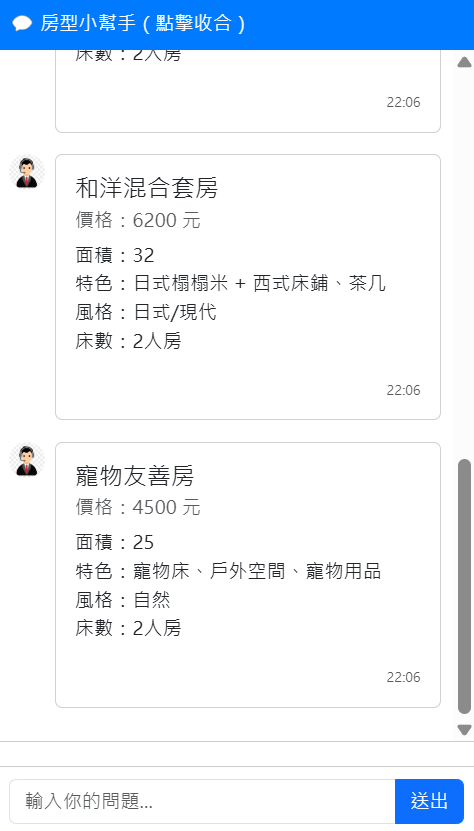 房型小幫手（點擊收合）
床數：2人房
22:06
和洋混合套房
價格：6200 元
面積：32
特色：日式榻榻米 + 西式床鋪、茶几
風格：日式/現代
床數：2人房
22:06
寵物友善房
價格：4500 元
面積：25
特色：寵物床、戶外空間、寵物用品
風格：自然
床數：2人房
22:06
輸入你的問題...
送出